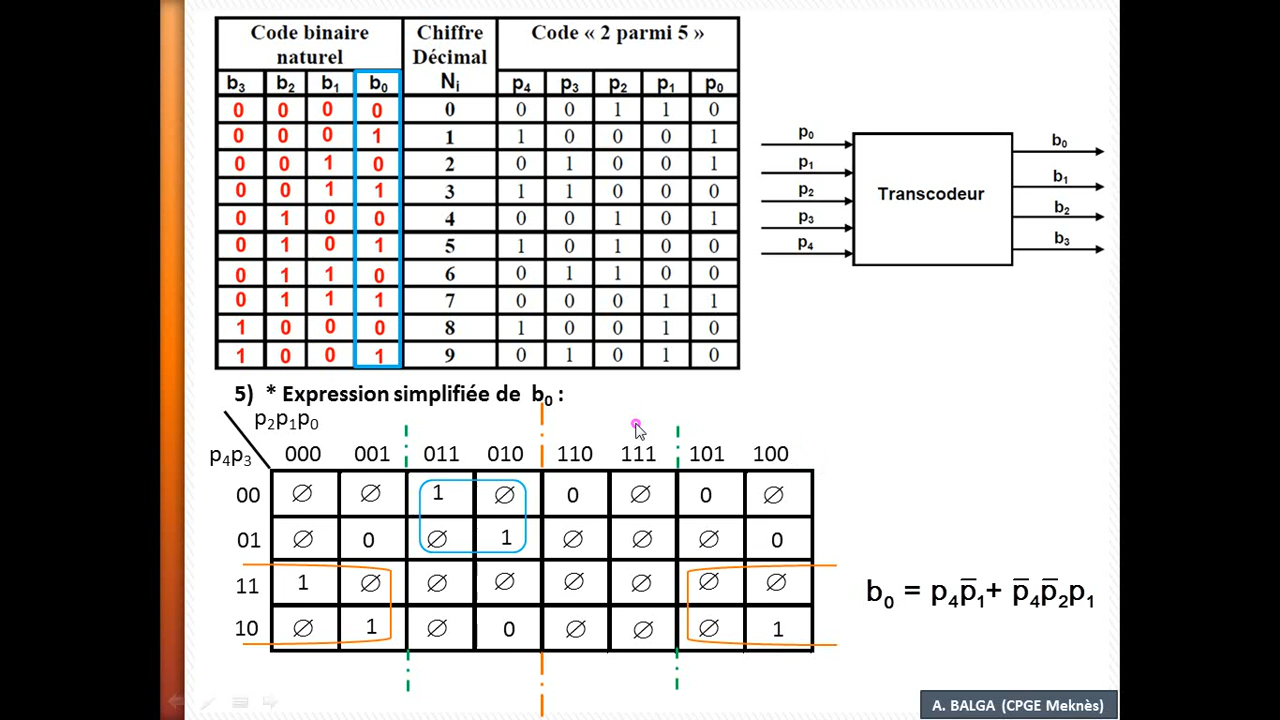 Code binaire naturel Chiffre Décimal Code « 2 parmi 5 »
b3 b2 b1 b0 Ni p4 p3 p2 p1 p0
0 0 0 0 0 0 0 1 1 0
0 0 0 1 1 1 0 0 0 1
0 0 1 0 2 0 1 0 0 1
0 0 1 1 3 1 1 0 0 0
0 1 0 0 4 0 0 1 0 1
0 1 0 1 5 1 0 1 0 0
0 1 1 0 6 0 1 1 0 0
0 1 1 1 7 0 0 0 1 1
1 0 0 0 8 1 0 0 1 0
1 0 0 1 9 0 1 0 1 0
p0 b0
p1 b1
Transcodeur
p2 b2
p3 b3
p4
5) * Expression simplifiée de b0 :
p2p1p0
p4p3 000 001 011 010 110 111 101 100
00 ∅ ∅ 1 ∅ 0 ∅ 0 ∅
01 ∅ 0 ∅ 1 ∅ ∅ ∅ 0
11 1 ∅ ∅ ∅ ∅ ∅ ∅ ∅
10 ∅ 1 ∅ 0 ∅ ∅ ∅ 1
b0 = p4p̅1+ p̅4p̅2p1
A. BALGA (CPGE Meknès)